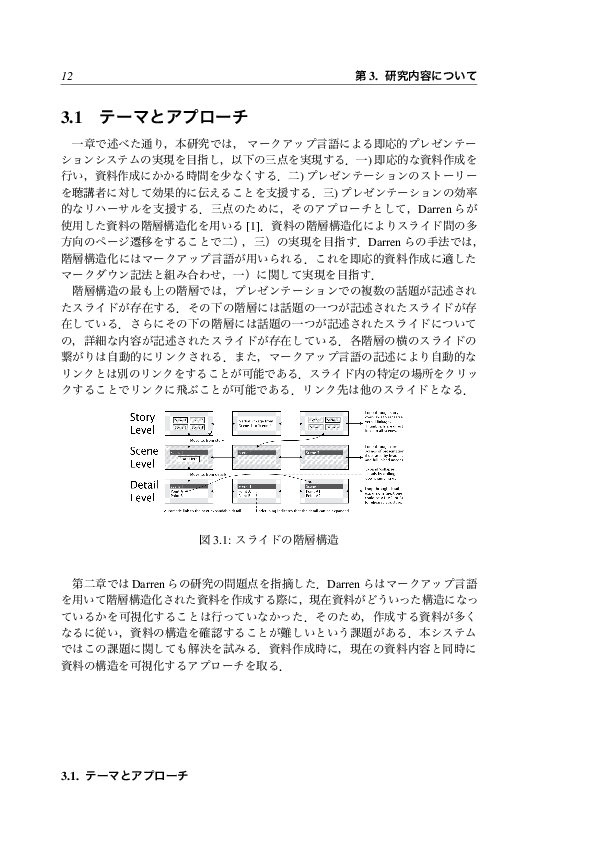 12
第 3. 研究内容について
3.1 テーマとアプローチ
一章で述べた通り，本研究では， マークアップ言語による即応的プレゼンテー
ションシステムの実現を目指し，以下の三点を実現する．一) 即応的な資料作成を
行い，資料作成にかかる時間を少なくする．二) プレゼンテーションのストーリー
を聴講者に対して効果的に伝えることを支援する．三) プレゼンテーションの効率
的なリハーサルを支援する．三点のために，そのアプローチとして，Darren らが
使用した資料の階層構造化を用いる [1]．資料の階層構造化によりスライド間の多
方向のページ遷移をすることで二），三）の実現を目指す．Darren らの手法では，
階層構造化にはマークアップ言語が用いられる．これを即応的資料作成に適した
マークダウン記法と組み合わせ，一）に関して実現を目指す．
階層構造の最も上の階層では，プレゼンテーションでの複数の話題が記述され
たスライドが存在する．その下の階層には話題の一つが記述されたスライドが存
在している．さらにその下の階層には話題の一つが記述されたスライドについて
の，詳細な内容が記述されたスライドが存在している．各階層の横のスライドの
繋がりは自動的にリンクされる．また，マークアップ言語の記述により自動的な
リンクとは別のリンクをすることが可能である．スライド内の特定の場所をクリッ
クすることでリンクに飛ぶことが可能である．リンク先は他のスライドとなる．
Story
Level
Scene
Level
Detail
Level
図 3.1: スライドの階層構造
第二章では Darren らの研究の問題点を指摘した．Darren らはマークアップ言語
を用いて階層構造化された資料を作成する際に，現在資料がどういった構造になっ
ているかを可視化することは行っていなかった．そのため，作成する資料が多く
なるに従い，資料の構造を確認することが難しいという課題がある．本システム
ではこの課題に関しても解決を試みる．資料作成時に，現在の資料内容と同時に
資料の構造を可視化するアプローチを取る．
3.1. テーマとアプローチ